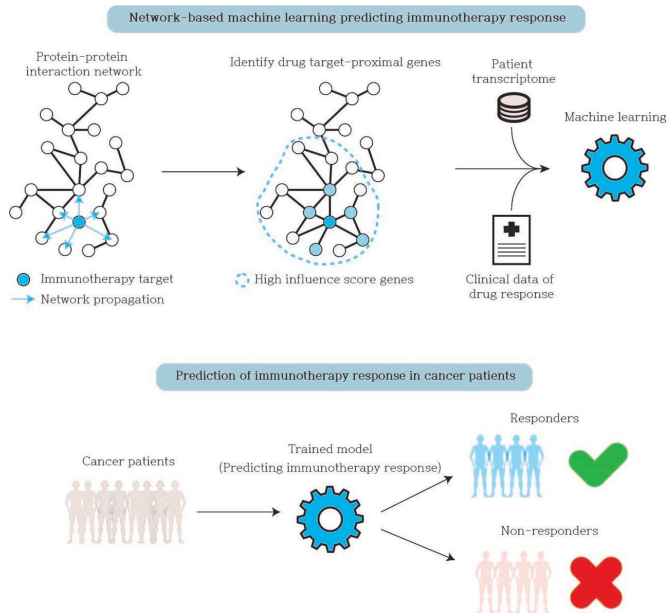 Network-based machine learning predicting immunotherapy response
Protein-protein
interaction network
Identify drug target-proximal genes
Patient
transcriptome
Machine learning
Immunotherapy target
Network propagation
High influence score genes
Clinical data of
drug response
Prediction of immunotherapy response in cancer patients
Cancer patients
Trained model
(Predicting immunotherapy response)
Responders
Non-responders